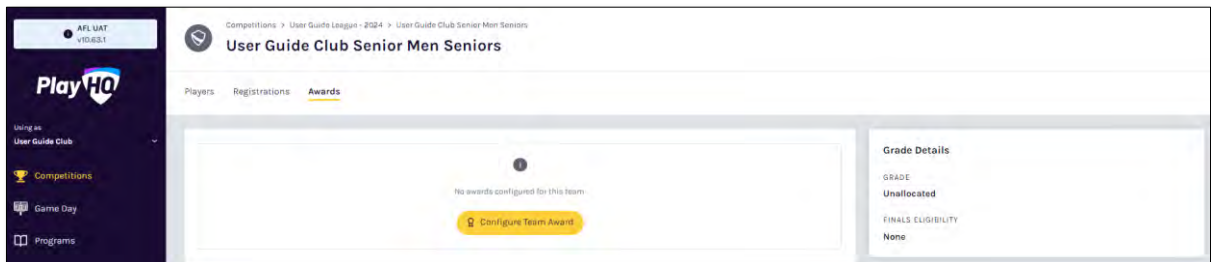 AFL UAT
v10.63.1
PlayHQ
Using as
User Guide Club
Competitions
Game Day
Programs
Competitions > User Guide League - 2024 > User Guide Club Senior Men Seniors
User Guide Club Senior Men Seniors
Players Registrations Awards
No awards configured for this team
Configure Team Award
Grade Details
GRADE
Unallocated
FINALS ELIGIBILITY
None